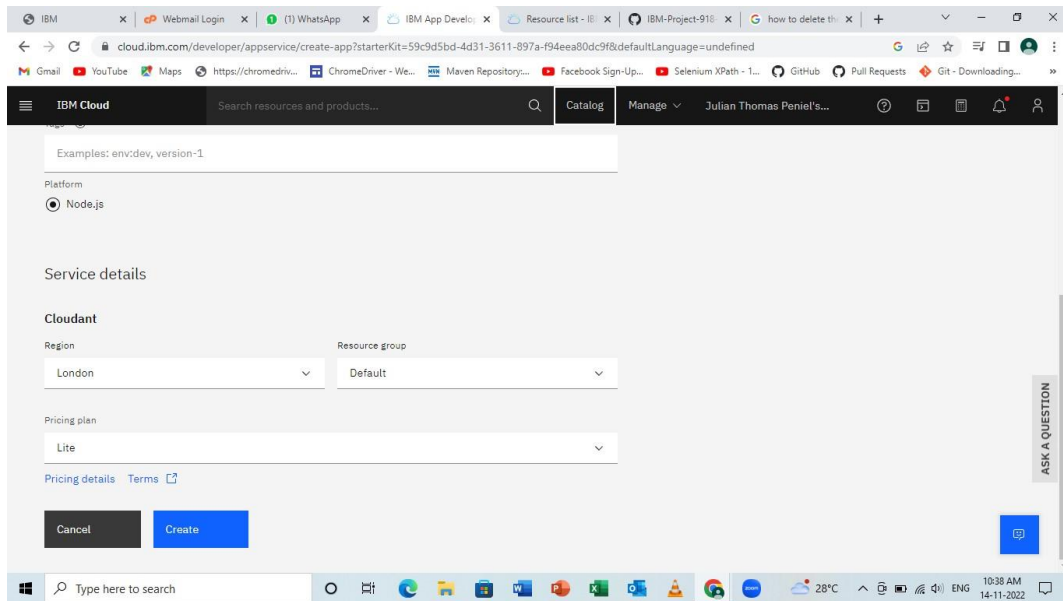 IBM
Webmail Login
(1) WhatsApp
IBM App Develo
Resource list - IB
IBM-Project-918
how to delete th
cloud.ibm.com/developer/appservice/create-app?starterKit=59c9d5bd-4d31-3611-897a-f94eea80dc9f&defaultLanguage=undefined
Gmail
YouTube
Maps
https://chromedriv...
ChromeDriver - We...
Maven Repository:...
Facebook Sign-Up...
Selenium XPath - 1...
GitHub
Pull Requests
Git - Downloading...
IBM Cloud
Search resources and products...
Catalog
Manage
Julian Thomas Peniel's...
Tags
Examples: env:dev, version-1
Platform
Node.js
Service details
Cloudant
Region
Resource group
London
Default
Pricing plan
Lite
Pricing details
Terms
Cancel
Create
ASK A QUESTION
Type here to search
28°C
ENG
10:38 AM
14-11-2022